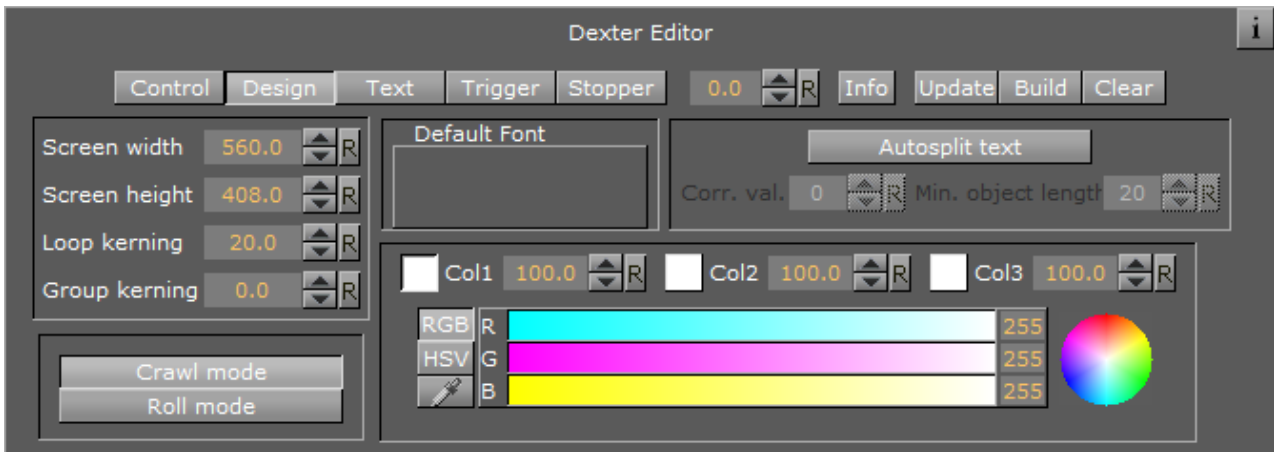 Dexter Editor
i
Control Design Text Trigger Stopper 0.0 R Info Update Build Clear
Screen width 560.0 R
Screen height 408.0 R
Loop kerning 20.0 R
Group kerning 0.0 R
Default Font
Autosplit text
Corr. val. 0 R Min. object length 20 R
Col1 100.0 R Col2 100.0 R Col3 100.0 R
RGB R 255
HSV G 255
B 255
Crawl mode
Roll mode